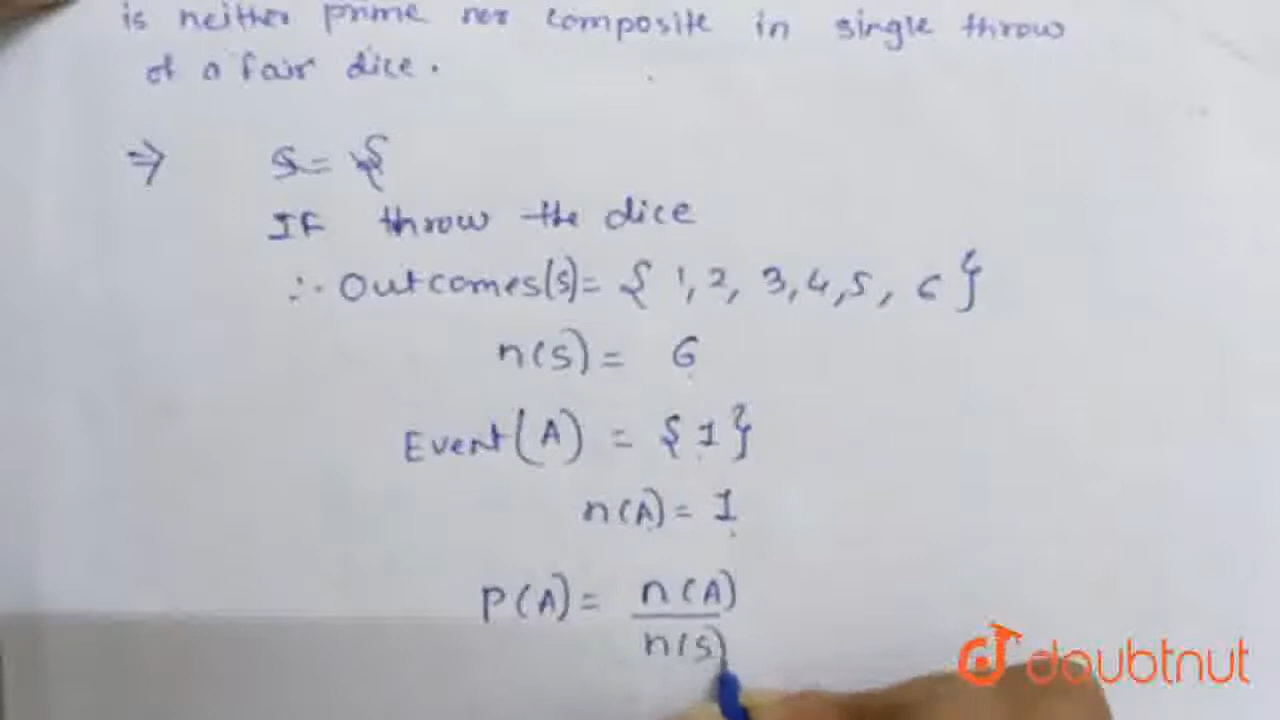 is neither prime nor composite in single throw
of a fair dice.
⇒ S = {
If throw the dice
∴ Outcomes(s) = { 1, 2, 3, 4, 5, 6 }
n(s) = 6
Event(A) = { 1 }
n(A) = 1
P(A) = n(A)
n(s)
doubtnut